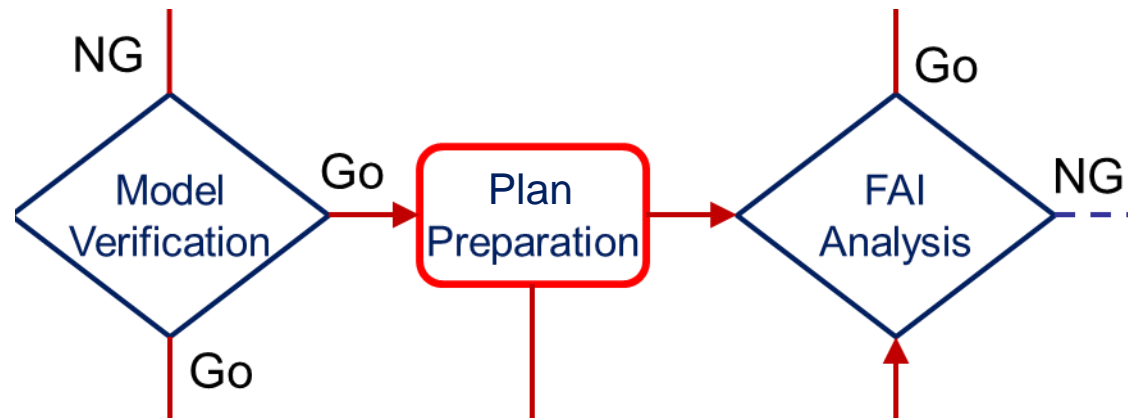 NG
Go
Model
Verification
Go
Go
Plan
Preparation
FAI
Analysis
NG